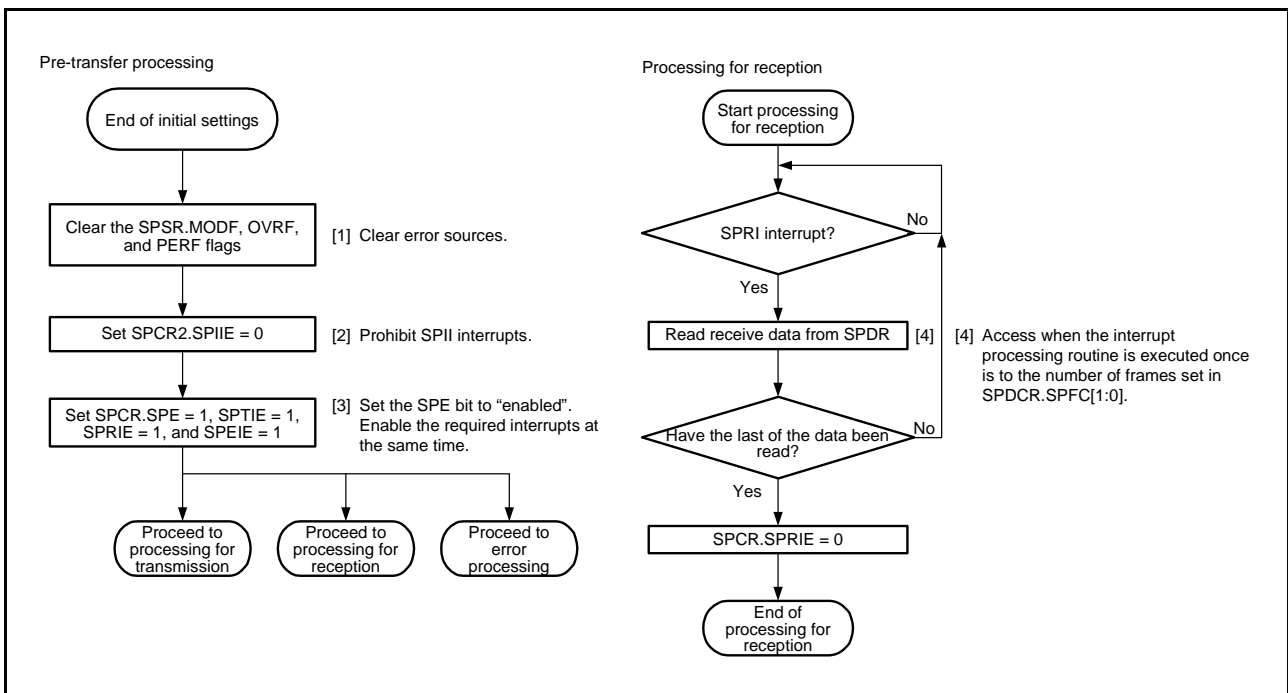 Pre-transfer processing
End of initial settings
Clear the SPSR.MODF, OVRF,
and PERF flags
[1] Clear error sources.
Set SPCR2.SPIIE = 0
[2] Prohibit SPII interrupts.
Set SPCR.SPE = 1, SPTIE = 1,
SPRIE = 1, and SPEIE = 1
[3] Set the SPE bit to “enabled”.
Enable the required interrupts at
the same time.
Proceed to
processing for
transmission
Proceed to
processing for
reception
Proceed to
error
processing
Processing for reception
Start processing
for reception
SPRI interrupt?
No
Yes
Read receive data from SPDR
[4]
[4] Access when the interrupt
processing routine is executed once
is to the number of frames set in
SPDCR.SPFC[1:0].
Have the last of the data been
read?
No
Yes
SPCR.SPRIE = 0
End of
processing for
reception